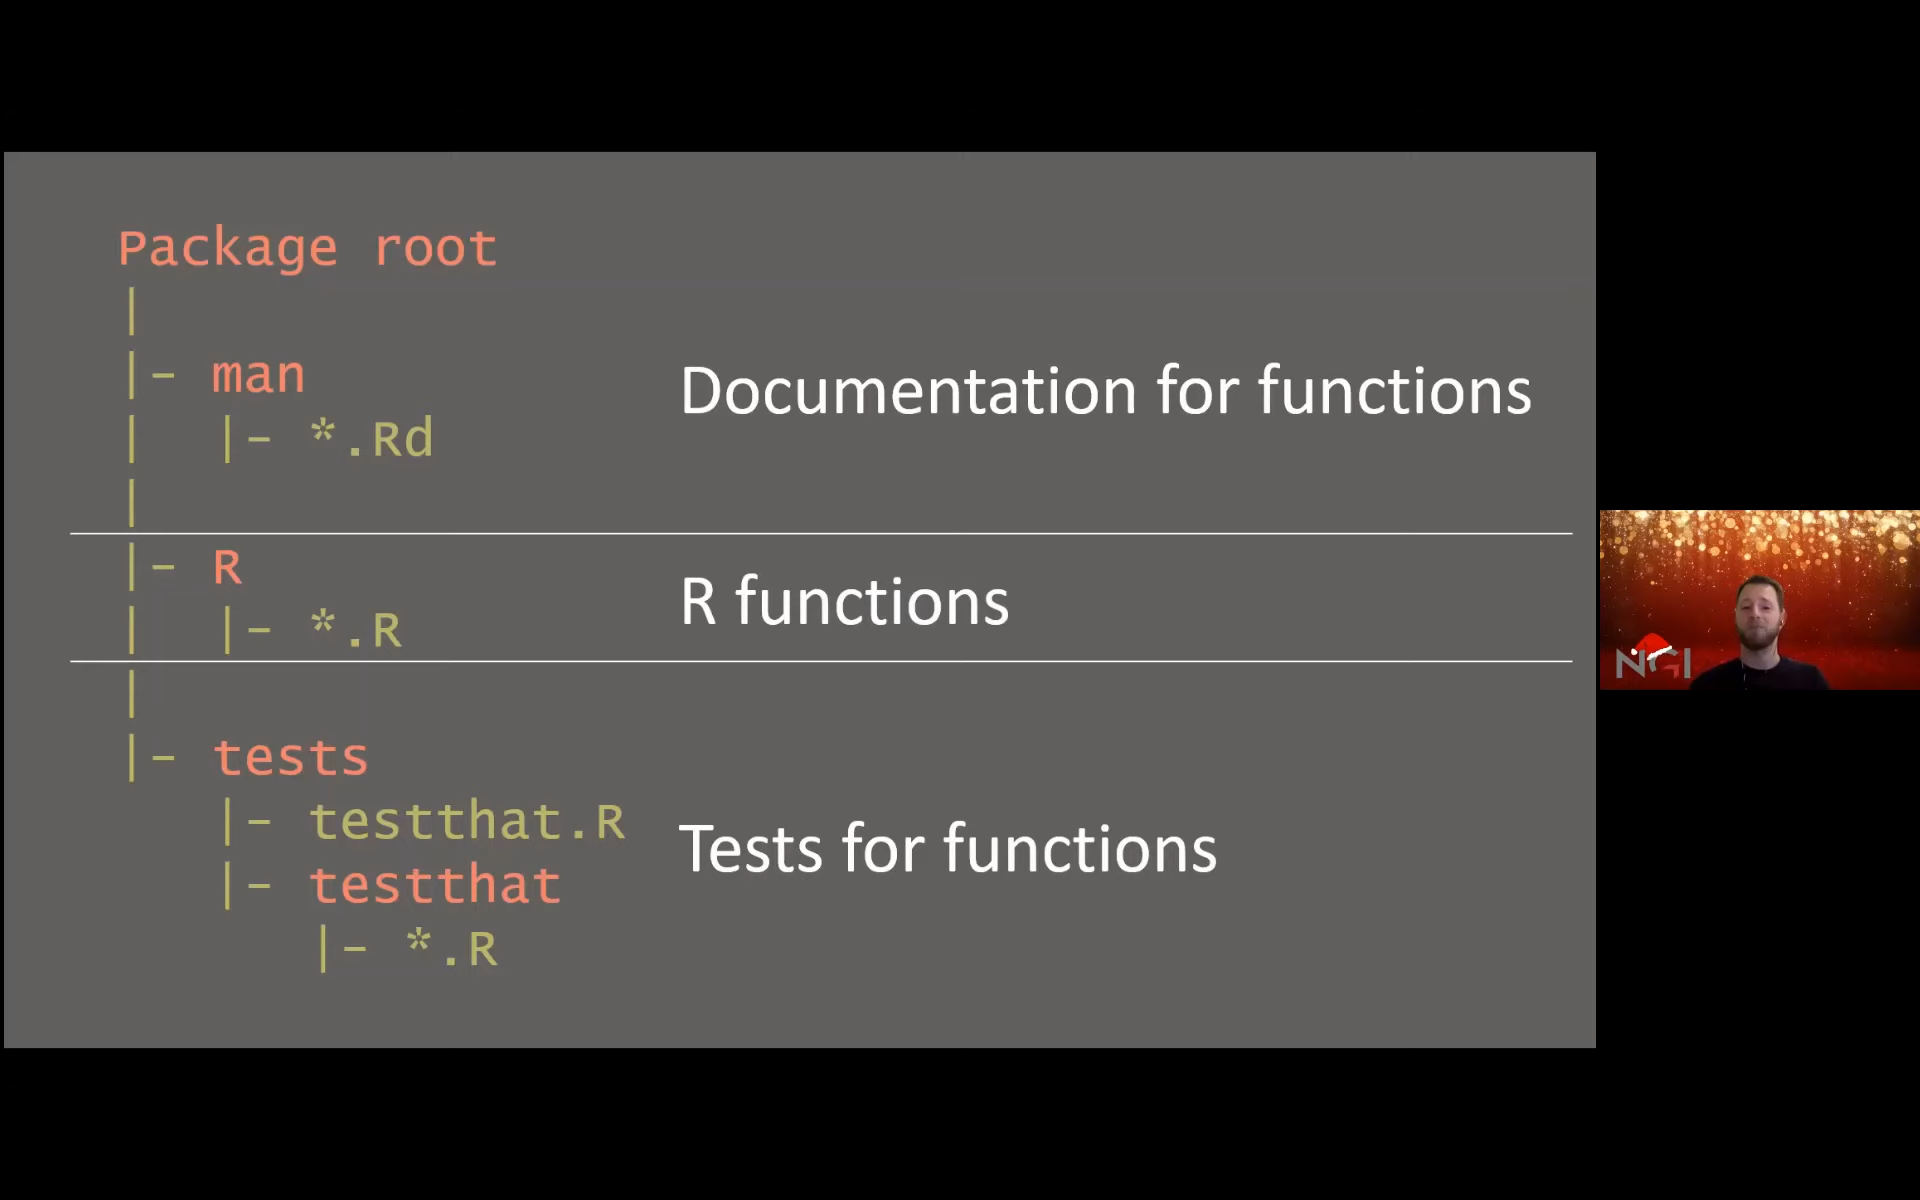 Package root
|
|- man
| |- *.Rd
|
|- R
| |- *.R
|
|- tests
|- testthat.R
|- testthat
|- *.R
Documentation for functions
R functions
Tests for functions
NGI